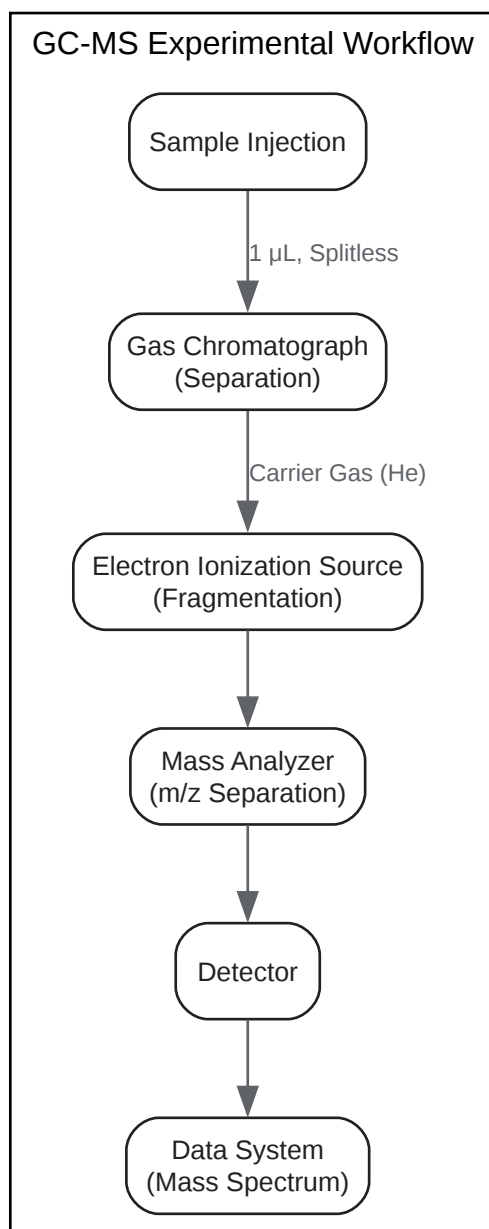 GC-MS Experimental Workflow
Sample Injection
1 μL, Splitless
Gas Chromatograph
(Separation)
Carrier Gas (He)
Electron Ionization Source
(Fragmentation)
Mass Analyzer
(m/z Separation)
Detector
Data System
(Mass Spectrum)